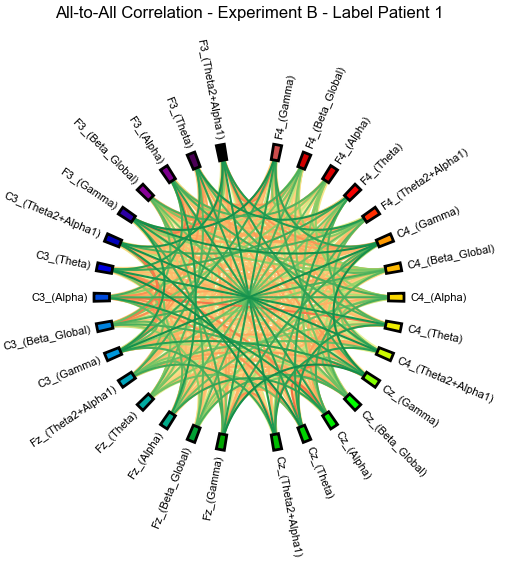 All-to-All Correlation - Experiment B - Label Patient 1
F4_(Gamma)
F4_(Beta_Global)
F4_(Alpha)
F4_(Theta)
F4_(Theta2+Alpha1)
C4_(Gamma)
C4_(Beta_Global)
C4_(Alpha)
C4_(Theta)
C4_(Theta2+Alpha1)
Cz_(Gamma)
Cz_(Beta_Global)
Cz_(Alpha)
Cz_(Theta)
Cz_(Theta2+Alpha1)
Fz_(Gamma)
Fz_(Beta_Global)
Fz_(Alpha)
Fz_(Theta)
Fz_(Theta2+Alpha1)
C3_(Gamma)
C3_(Beta_Global)
C3_(Alpha)
C3_(Theta)
C3_(Theta2+Alpha1)
F3_(Gamma)
F3_(Beta_Global)
F3_(Alpha)
F3_(Theta)
F3_(Theta2+Alpha1)